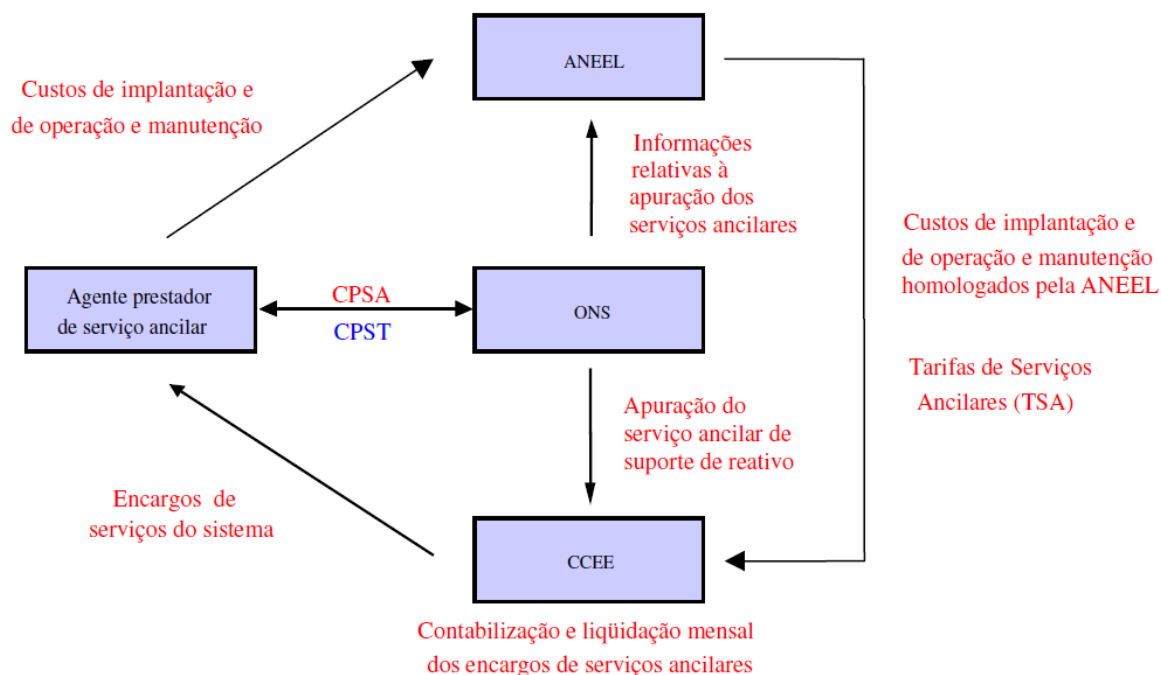 ANEEL
Custos de implantação e
de operação e manutenção
Informações
relativas à
apuração dos
serviços ancilares
Custos de implantação e
de operação e manutenção
homologados pela ANEEL
Agente prestador
de serviço ancilar
CPSA
CPST
ONS
Tarifas de Serviços
Ancilares (TSA)
Apuração do
serviço ancilar de
suporte de reativo
Encargos de
serviços do sistema
CCEE
Contabilização e liqüidação mensal
dos encargos de serviços ancilares